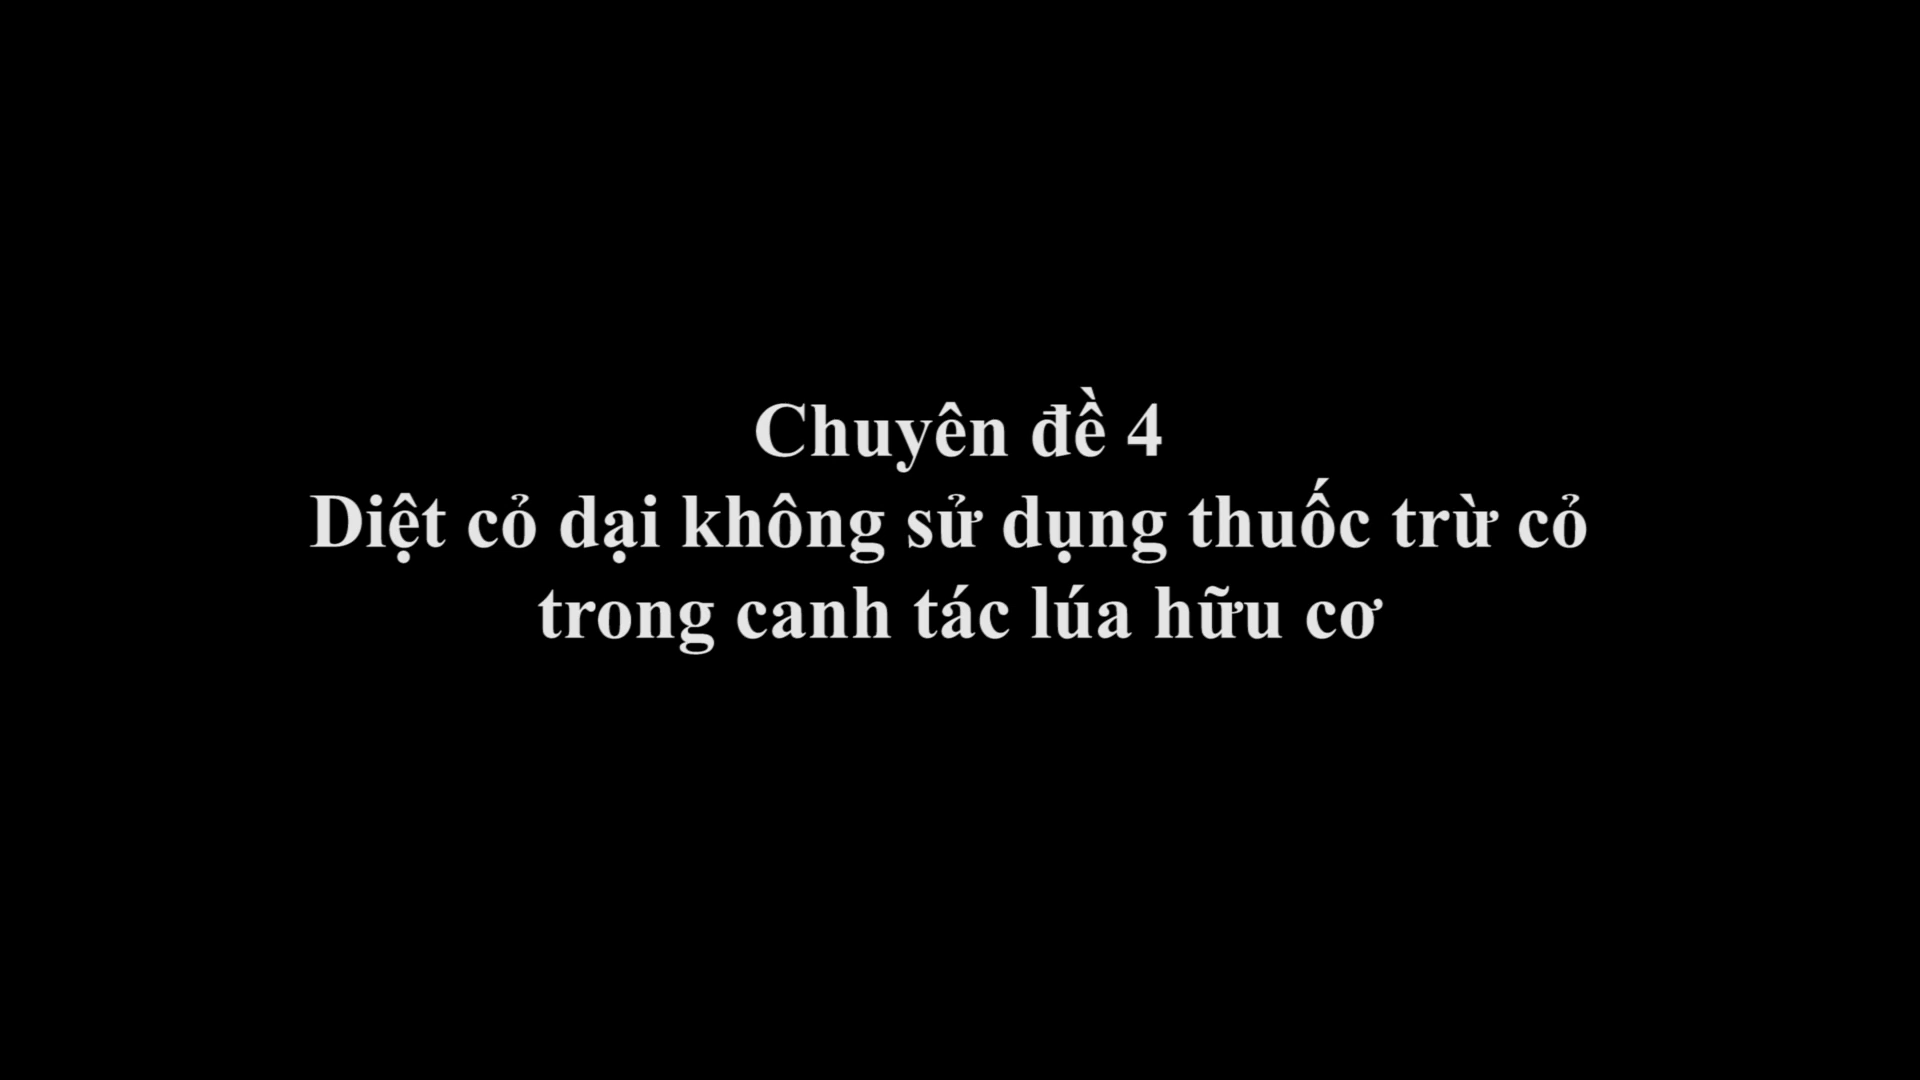 Chuyên đề 4
Diệt cỏ dại không sử dụng thuốc trừ cỏ
trong canh tác lúa hữu cơ